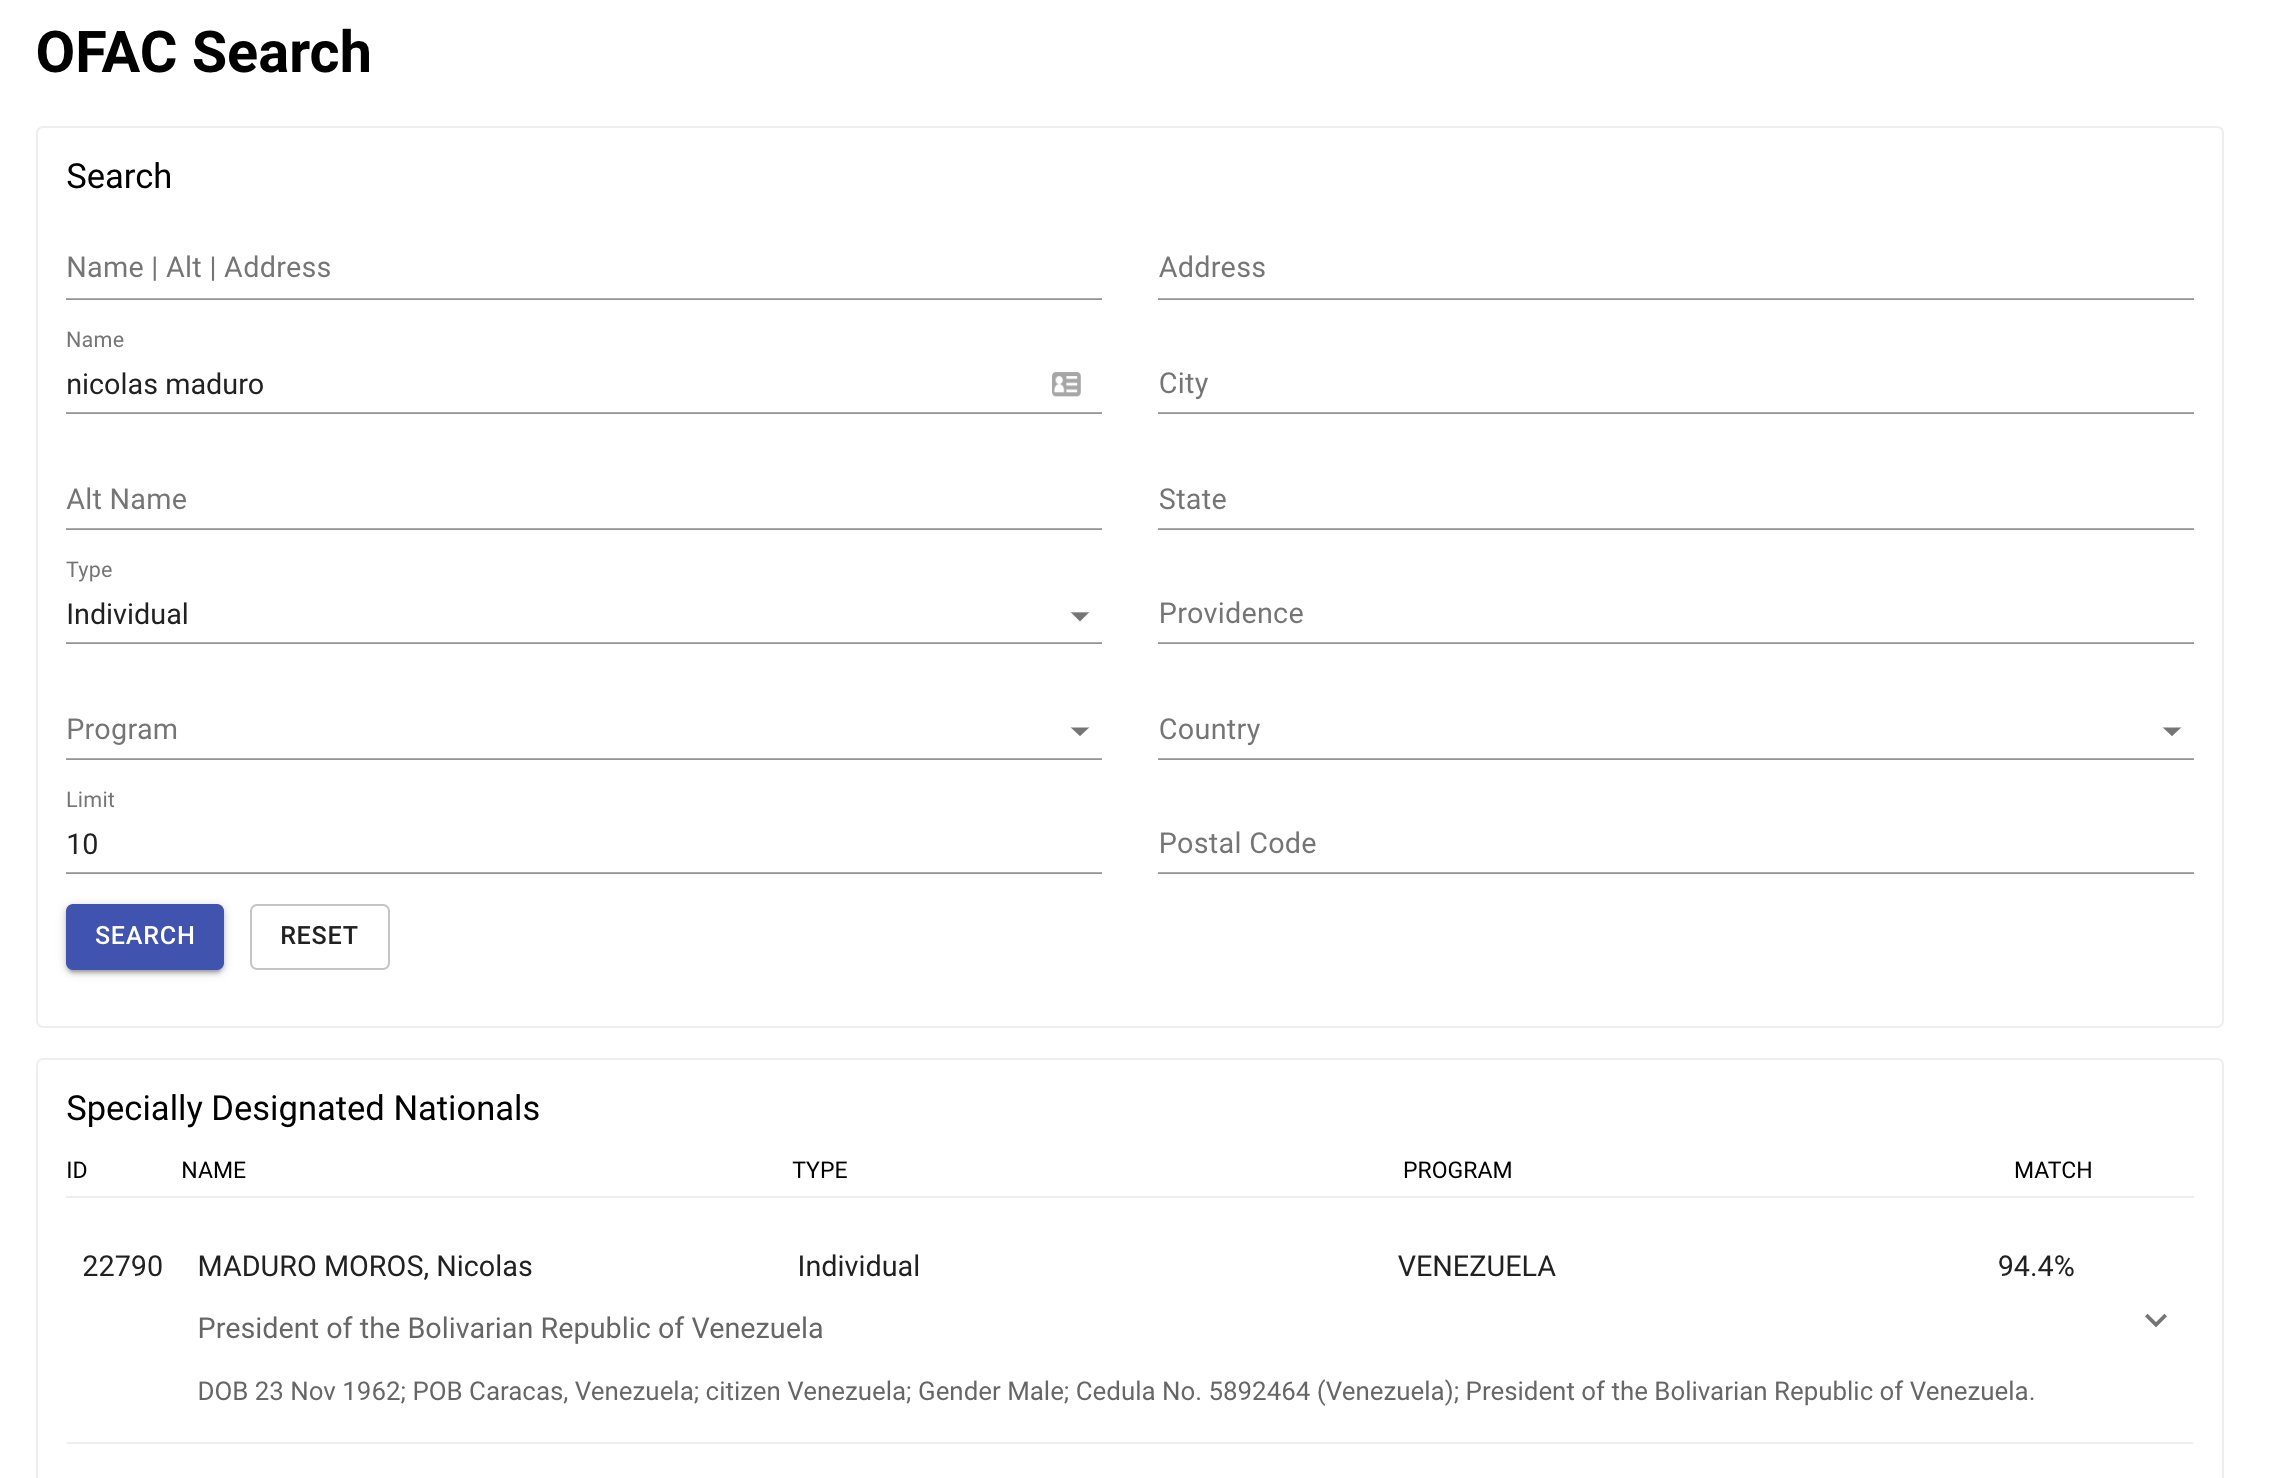 OFAC Search
Search
Name | Alt | Address
Address
Name
nicolas maduro
City
Alt Name
State
Type
Individual
Providence
Program
Country
Limit
10
Postal Code
SEARCH RESET
Specially Designated Nationals
ID NAME TYPE PROGRAM MATCH
22790 MADURO MOROS, Nicolas Individual VENEZUELA 94.4%
President of the Bolivarian Republic of Venezuela
DOB 23 Nov 1962; POB Caracas, Venezuela; citizen Venezuela; Gender Male; Cedula No. 5892464 (Venezuela); President of the Bolivarian Republic of Venezuela.